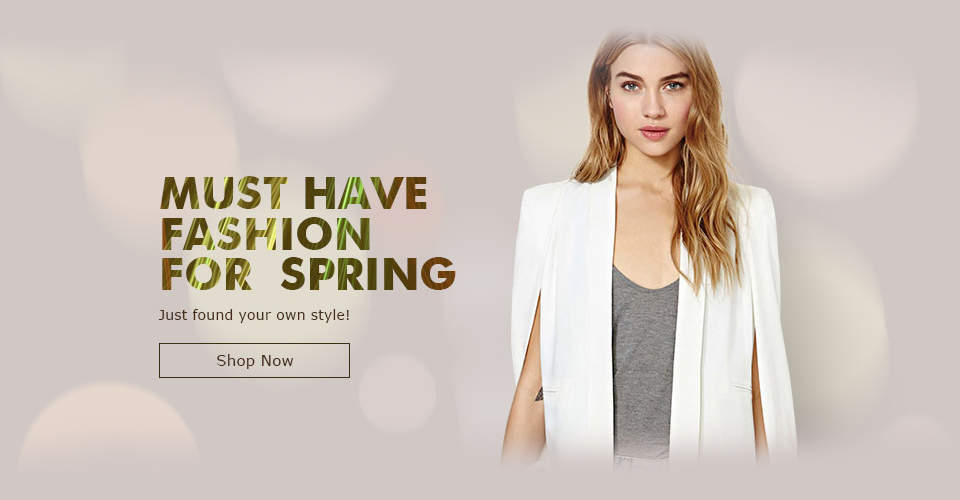 MUST HAVE
FASHION
FOR SPRING
Just found your own style!
Shop Now